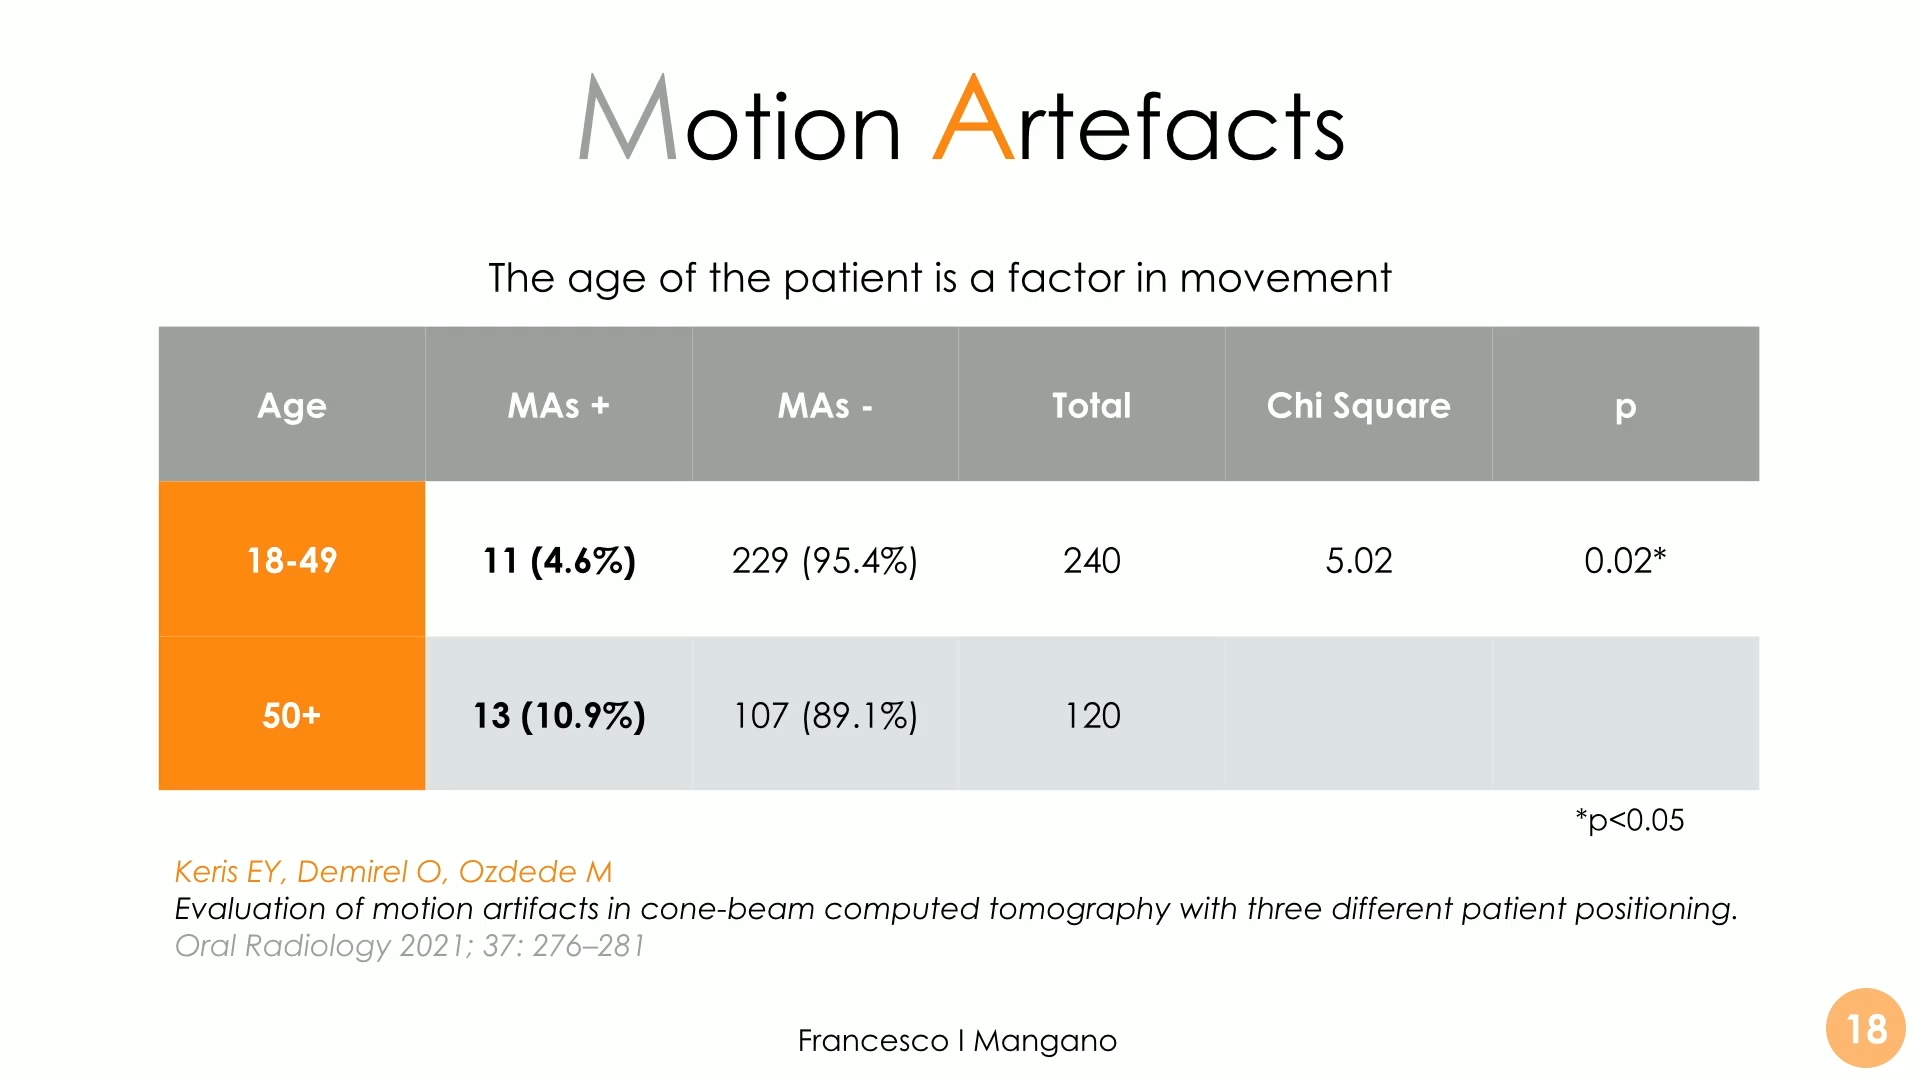 Motion Artefacts
The age of the patient is a factor in movement
Age MAs + MAs - Total Chi Square p
18-49 11 (4.6%) 229 (95.4%) 240 5.02 0.02*
50+ 13 (10.9%) 107 (89.1%) 120
*p<0.05
Keris EY, Demirel O, Ozdede M
Evaluation of motion artifacts in cone-beam computed tomography with three different patient positioning.
Oral Radiology 2021; 37: 276–281
Francesco I Mangano
18